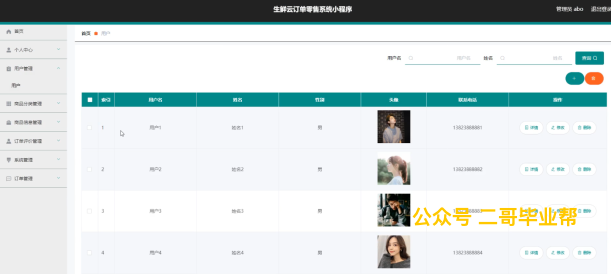 生鲜云订单零售系统小程序
管理员 abo 退出登录
首页
首页 用户
个人中心
用户管理
用户
商品分类管理
商品信息管理
订单评价管理
系统管理
订单管理
用户名 用户名 姓名 姓名 查询
索引 用户名 姓名 性别 头像 联系电话 操作
1 用户1 姓名1 男 13823888881 详情 修改 删除
2 用户2 姓名2 男 13823888882 详情 修改 删除
3 用户3 姓名3 男 13823888883 删除
4 用户4 姓名4 男 13823888884 详情 修改 删除
公众号 二哥毕业帮